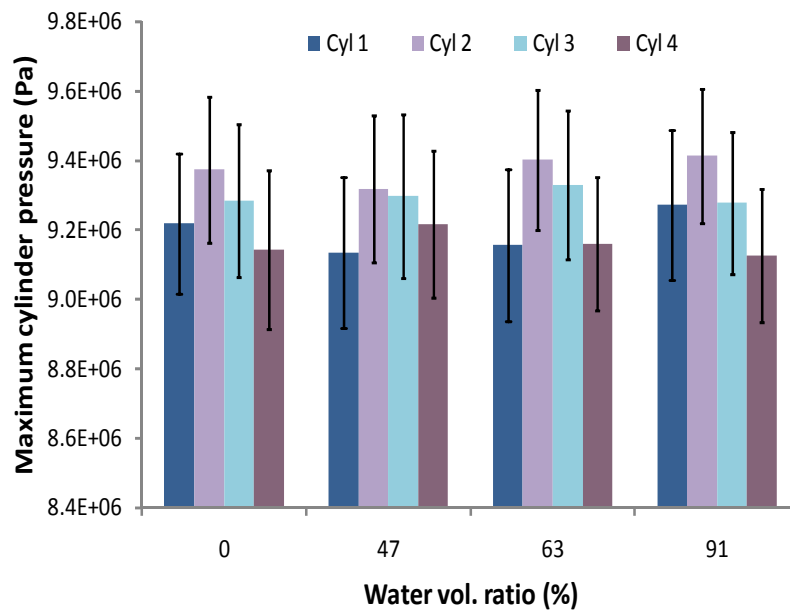 Cyl 1 Cyl 2 Cyl 3 Cyl 4
Maximum cylinder pressure (Pa)
9.8E+06
9.6E+06
9.4E+06
9.2E+06
9.0E+06
8.8E+06
8.6E+06
8.4E+06
0 47 63 91
Water vol. ratio (%)